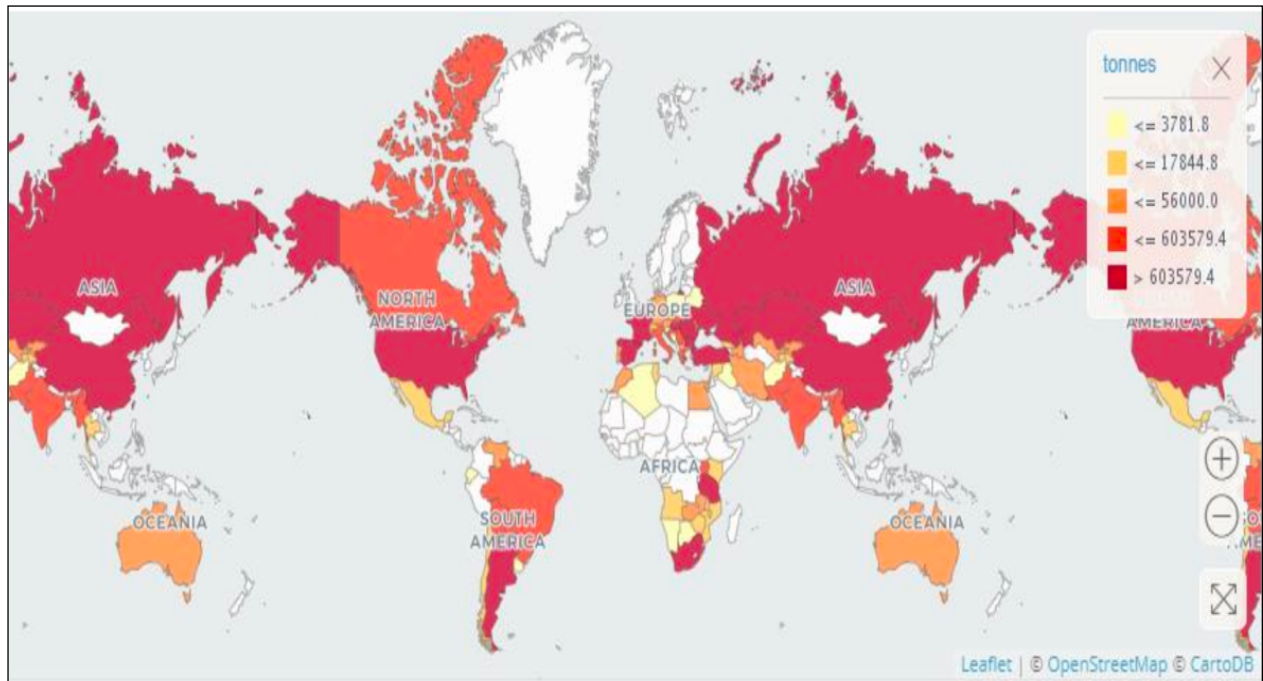 tonnes
<= 3781.8
<= 17844.8
<= 56000.0
<= 603579.4
> 603579.4
ASIA
NORTH
AMERICA
EUROPE
ASIA
AMERICA
AFRICA
SOUTH
AMERICA
OCEANIA
OCEANIA
Leaflet | © OpenStreetMap © CartoDB